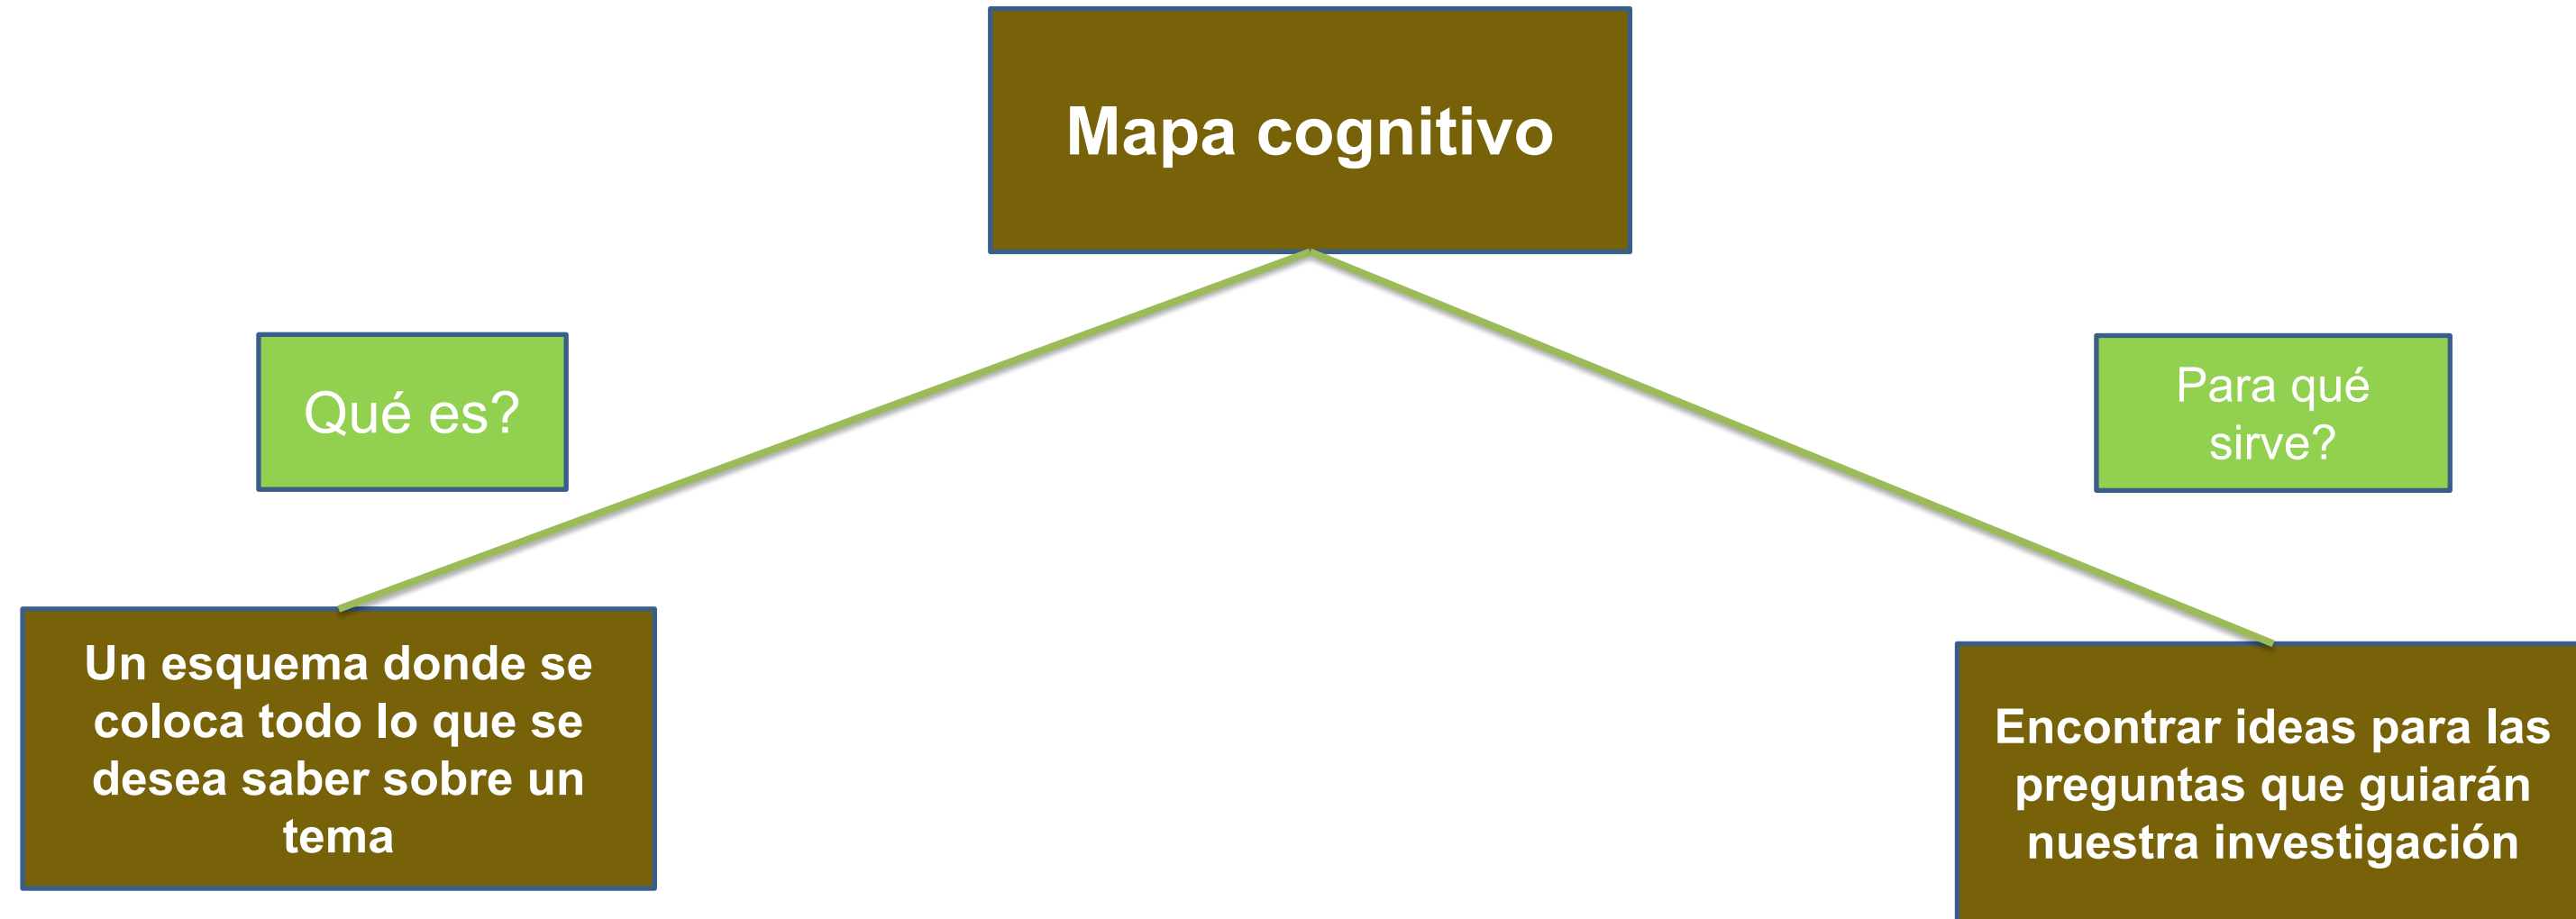 Mapa cognitivo
Qué es?
Para qué
sirve?
Un esquema donde se
coloca todo lo que se
desea saber sobre un
tema
Encontrar ideas para las
preguntas que guiarán
nuestra investigación